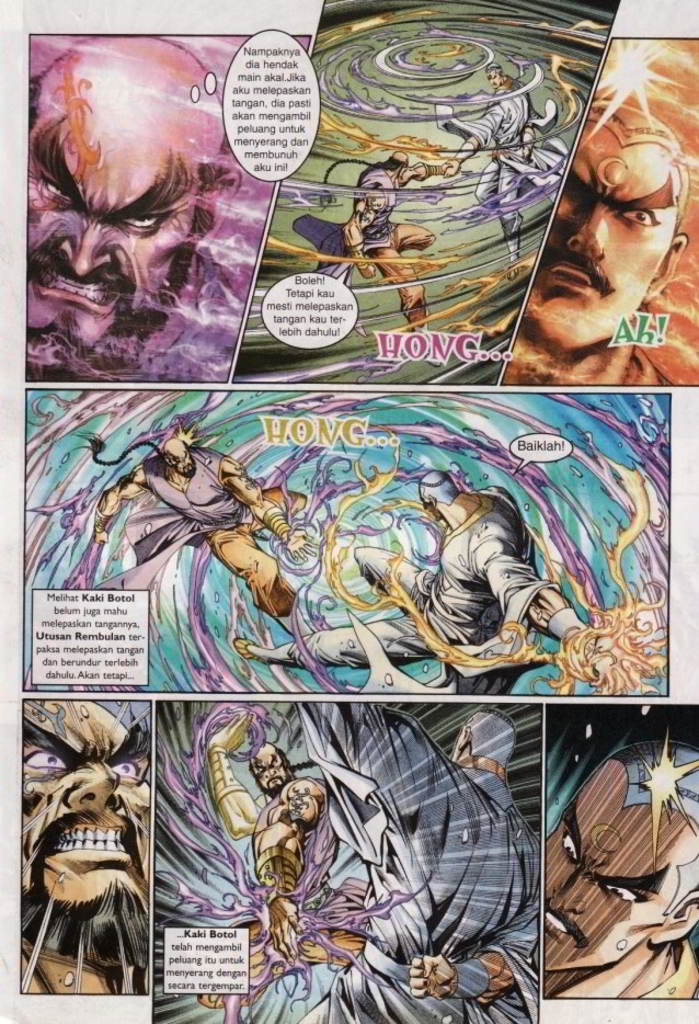 Nampaknya
dia hendak
main akal.Jika
aku melepaskan
tangan, dia pasti
akan mengambil
peluang untuk
menyerang dan
membunuh
aku ini!
Boleh!
Tetapi kau
mesti melepaskan
tangan kau ter-
lebih dahulu!
HONG...
Ah!
HONG...
Baiklah!
Melihat Kaki Botol
belum juga mahu
melepaskan tangannya,
Utusan Rembulan ter-
paksa melepaskan tangan
dan berundur terlebih
dahulu.Akan tetapi...
...Kaki Botol
telah mengambil
peluang itu untuk
menyerang dengan
secara tergempar.